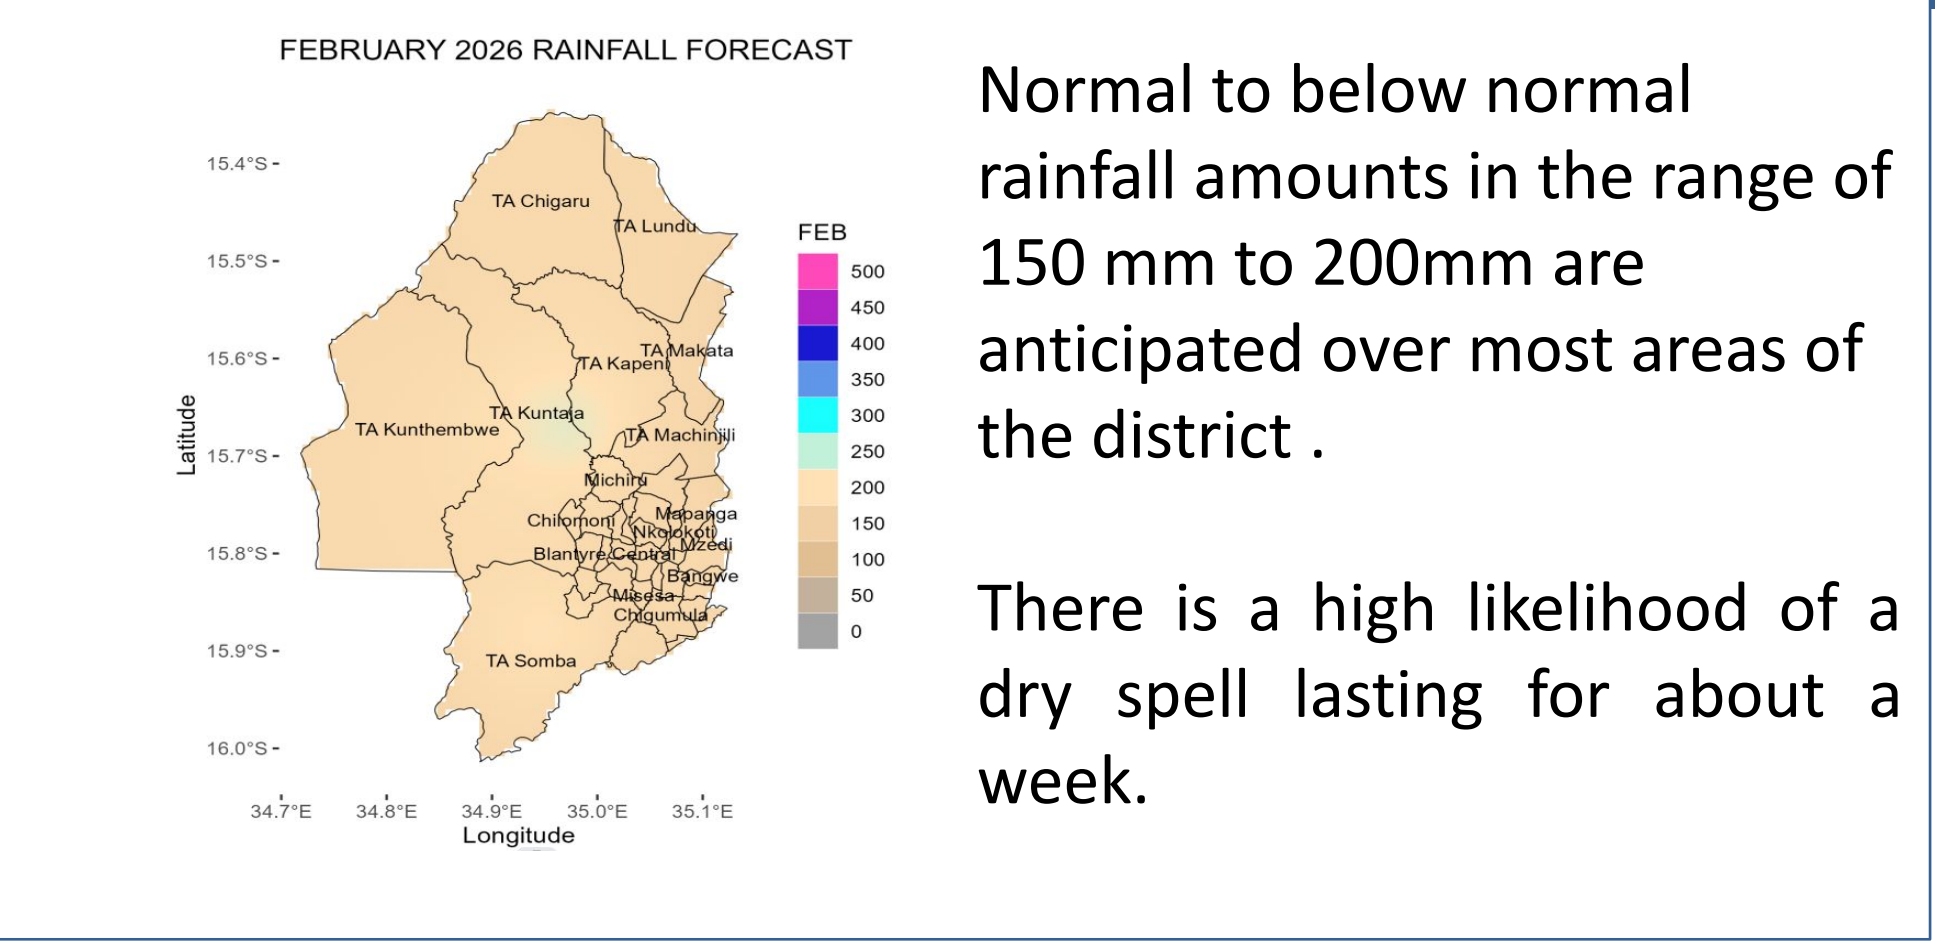 FEBRUARY 2026 RAINFALL FORECAST
15.4°S
15.5°S
15.6°S
15.7°S
15.8°S
15.9°S
16.0°S
Latitude
34.7°E 34.8°E 34.9°E 35.0°E 35.1°E
Longitude
TA Chigaru
TA Lundu
TA Makata
TA Kapeni
TA Kuntaja
TA Kunthembwe
TA Machinjili
Michiru
Mapanga
Chilomoni
Nkolokoti
Mzedi
Blantyre Central
Bangwe
Misesa
Chigumula
TA Somba
FEB
500
450
400
350
300
250
200
150
100
50
0
Normal to below normal
rainfall amounts in the range of
150 mm to 200mm are
anticipated over most areas of
the district .
There is a high likelihood of a
dry spell lasting for about a
week.